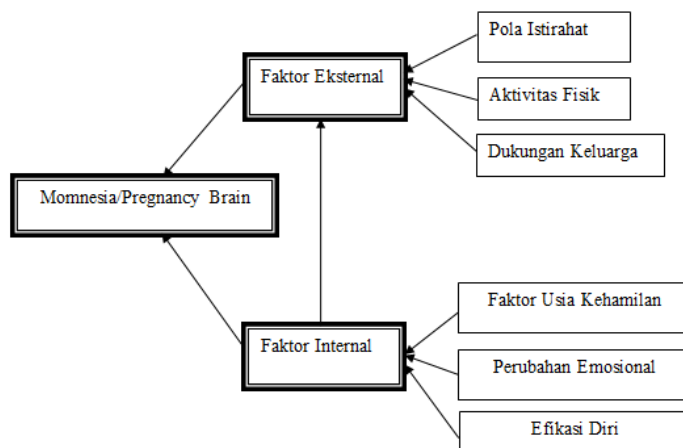 Pola Istirahat
Faktor Eksternal
Aktivitas Fisik
Dukungan Keluarga
Momnesia/Pregnancy Brain
Faktor Usia Kehamilan
Faktor Internal
Perubahan Emosional
Efikasi Diri